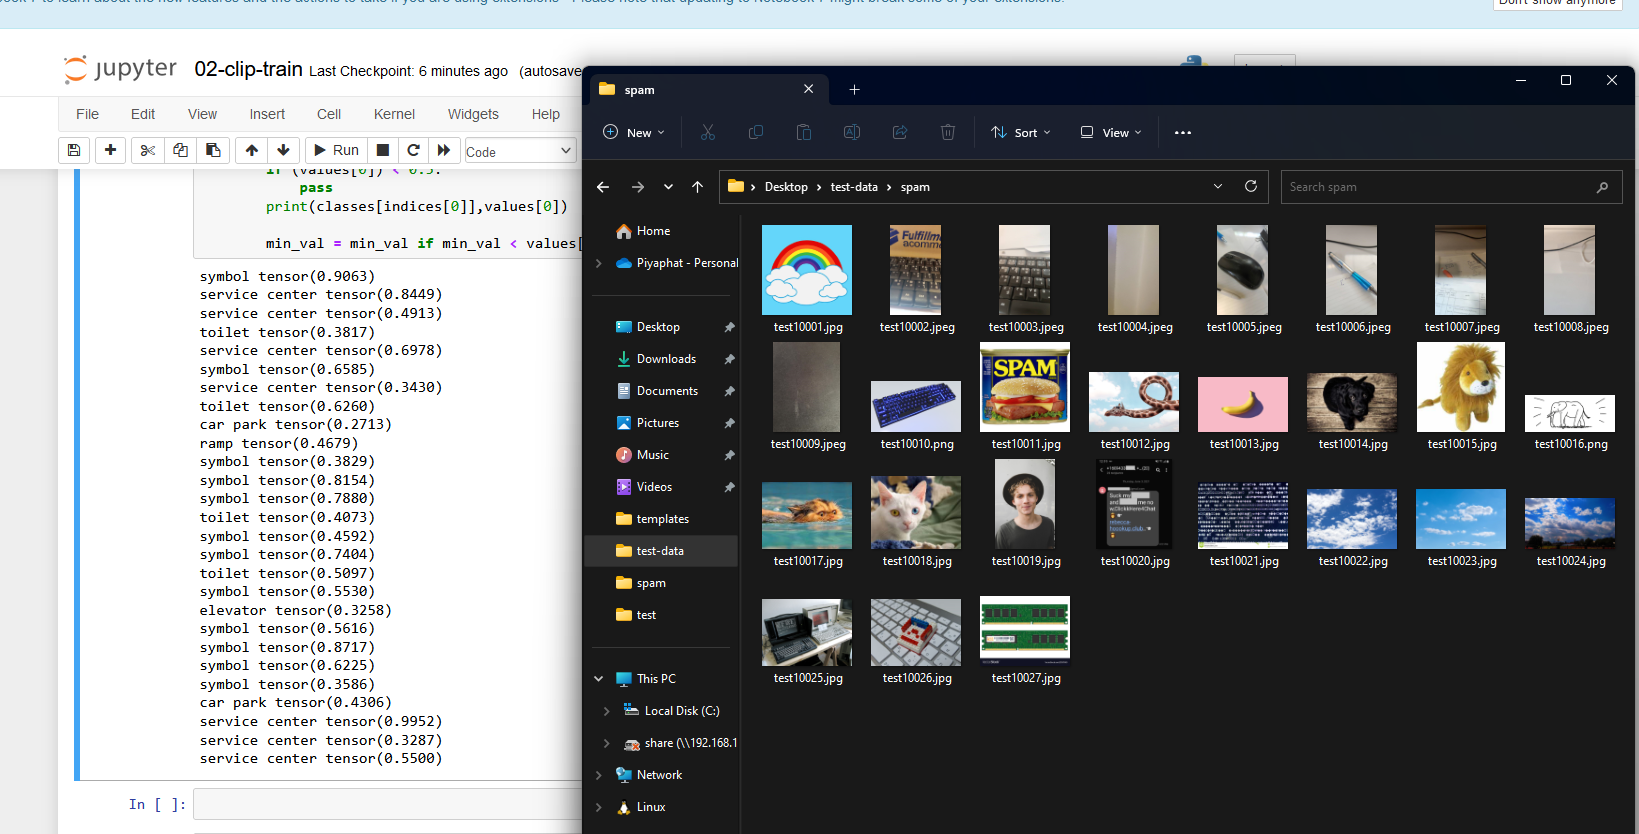 book 7 to learn about the new features and the actions to take if you are using extensions - Please note that updating to Notebook 7 might break some of your extensions.
Don't show anymore
jupyter 02-clip-train Last Checkpoint: 6 minutes ago (autosave
File Edit View Insert Cell Kernel Widgets Help
Run Code
if (values[0]) < 0.5:
pass
print(classes[indices[0]],values[0])
min_val = min_val if min_val < values[
symbol tensor(0.9063)
service center tensor(0.8449)
service center tensor(0.4913)
toilet tensor(0.3817)
service center tensor(0.6978)
symbol tensor(0.6585)
service center tensor(0.3430)
toilet tensor(0.6260)
car park tensor(0.2713)
ramp tensor(0.4679)
symbol tensor(0.3829)
symbol tensor(0.8154)
symbol tensor(0.7880)
toilet tensor(0.4073)
symbol tensor(0.4592)
symbol tensor(0.7404)
toilet tensor(0.5097)
symbol tensor(0.5530)
elevator tensor(0.3258)
symbol tensor(0.5616)
symbol tensor(0.8717)
symbol tensor(0.6225)
symbol tensor(0.3586)
car park tensor(0.4306)
service center tensor(0.9952)
service center tensor(0.3287)
service center tensor(0.5500)
In [ ]:
spam
New Sort View
Desktop test-data spam
Search spam
Home
Piyaphat - Personal
Desktop
Downloads
Documents
Pictures
Music
Videos
templates
test-data
spam
test
This PC
Local Disk (C:)
share (\\192.168.1
Network
Linux
Fulfillm
acomm
test10001.jpg test10002.jpeg test10003.jpeg test10004.jpeg test10005.jpeg test10006.jpeg test10007.jpeg test10008.jpeg
SPAM
test10009.jpeg test10010.png test10011.jpg test10012.jpg test10013.jpg test10014.jpg test10015.jpg test10016.png
test10017.jpg test10018.jpg test10019.jpg test10020.jpg test10021.jpg test10022.jpg test10023.jpg test10024.jpg
test10025.jpg test10026.jpg test10027.jpg